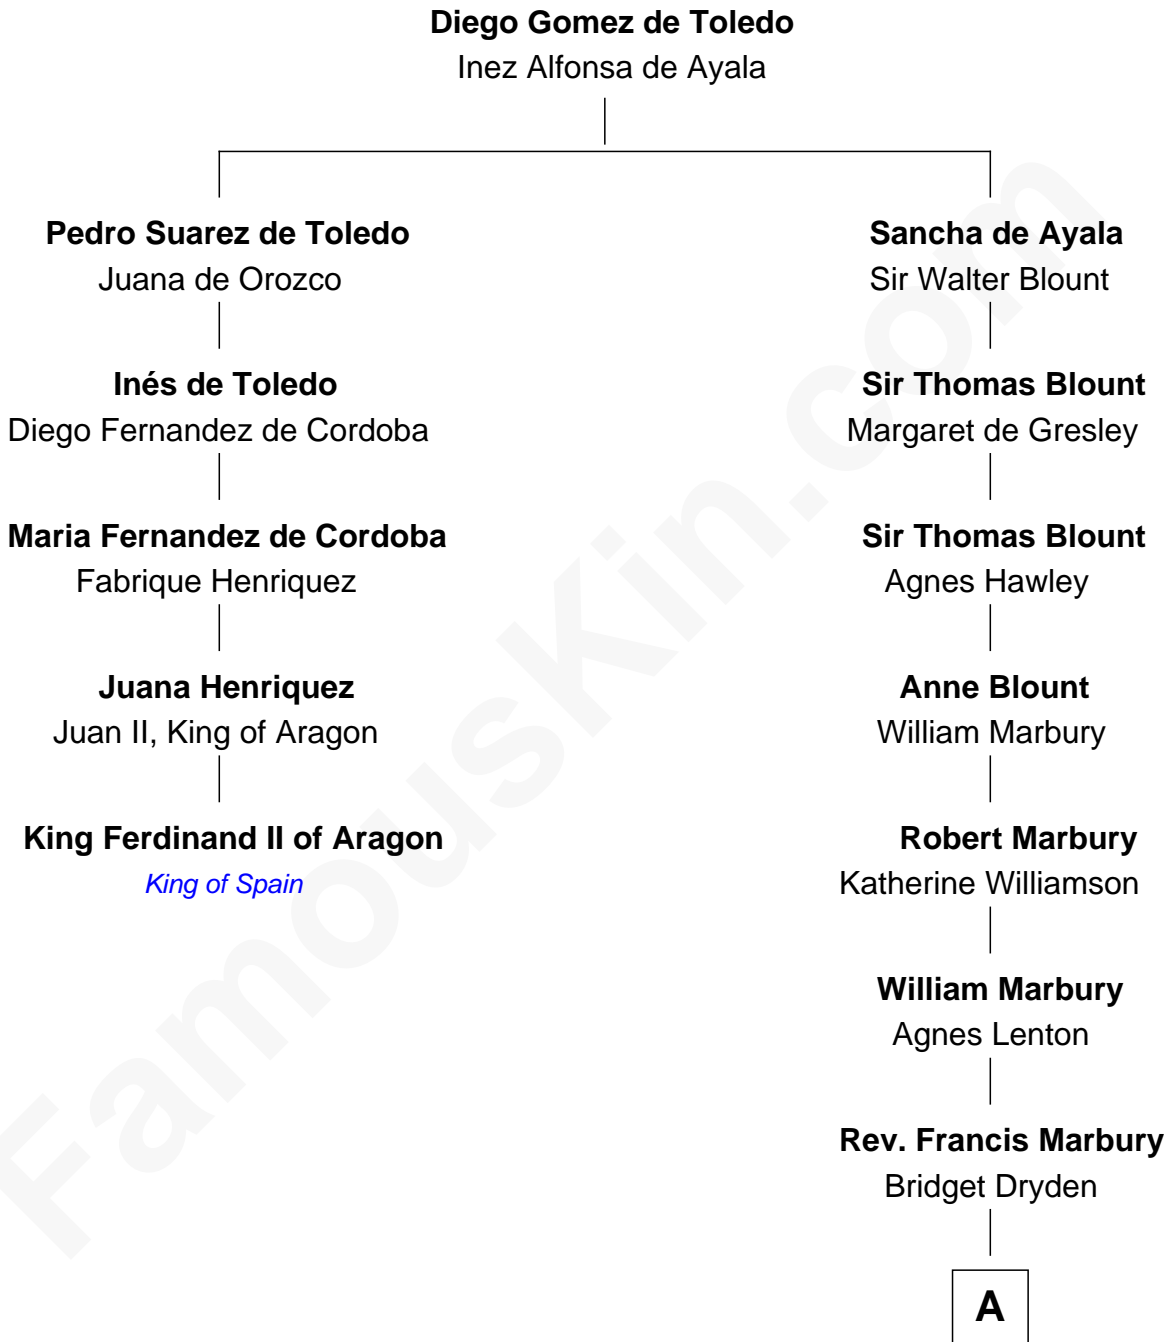 Diego Gomez de Toledo
Inez Alfonsa de Ayala
Pedro Suarez de Toledo
Juana de Orozco
Sancha de Ayala
Sir Walter Blount
Inés de Toledo
Diego Fernandez de Cordoba
Sir Thomas Blount
Margaret de Gresley
Maria Fernandez de Cordoba
Fabrique Henriquez
Sir Thomas Blount
Agnes Hawley
Juana Henriquez
Juan II, King of Aragon
Anne Blount
William Marbury
King Ferdinand II of Aragon
King of Spain
Robert Marbury
Katherine Williamson
William Marbury
Agnes Lenton
Rev. Francis Marbury
Bridget Dryden
A
FamousKin.com